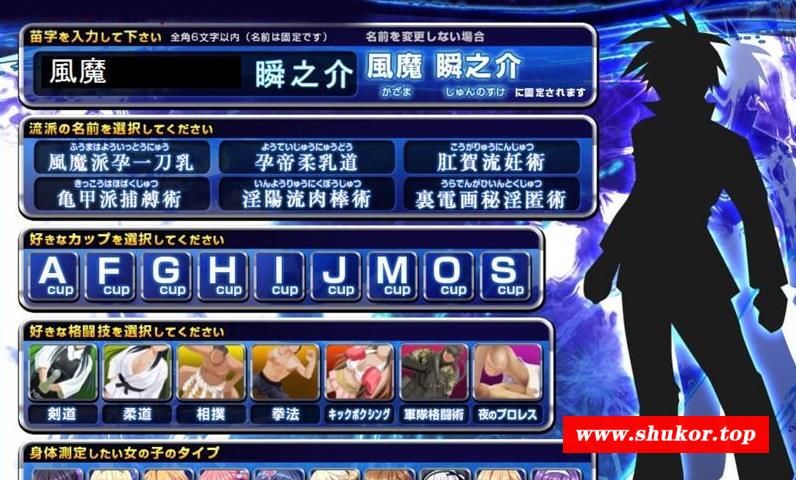 苗字を入力して下さい 全角6文字以内（名前は固定です） 名前を変更しない場合
風魔 瞬之介 風魔 瞬之介
かざま しゅんのすけ に固定されます
流派の名前を選択してください
ふうまはよういっとうにゅう ようていじゅうにゅうどう こうがりゅうにんじゅつ
風魔派孕一刀乳 孕帝柔乳道 肛賀流妊術
きっこうはほばくじゅつ いんようりゅうにくぼうじゅつ うらでんがひいんとくじゅつ
亀甲派捕縛術 淫陽流肉棒術 裏電画秘淫匿術
好きなカップを選択してください
A cup F cup G cup H cup I cup J cup M cup O cup S cup
好きな格闘技を選択してください
剣道 柔道 相撲 拳法 キックボクシング 軍隊格闘術 夜のプロレス
www.shukor.top
身体測定したい女の子のタイプ